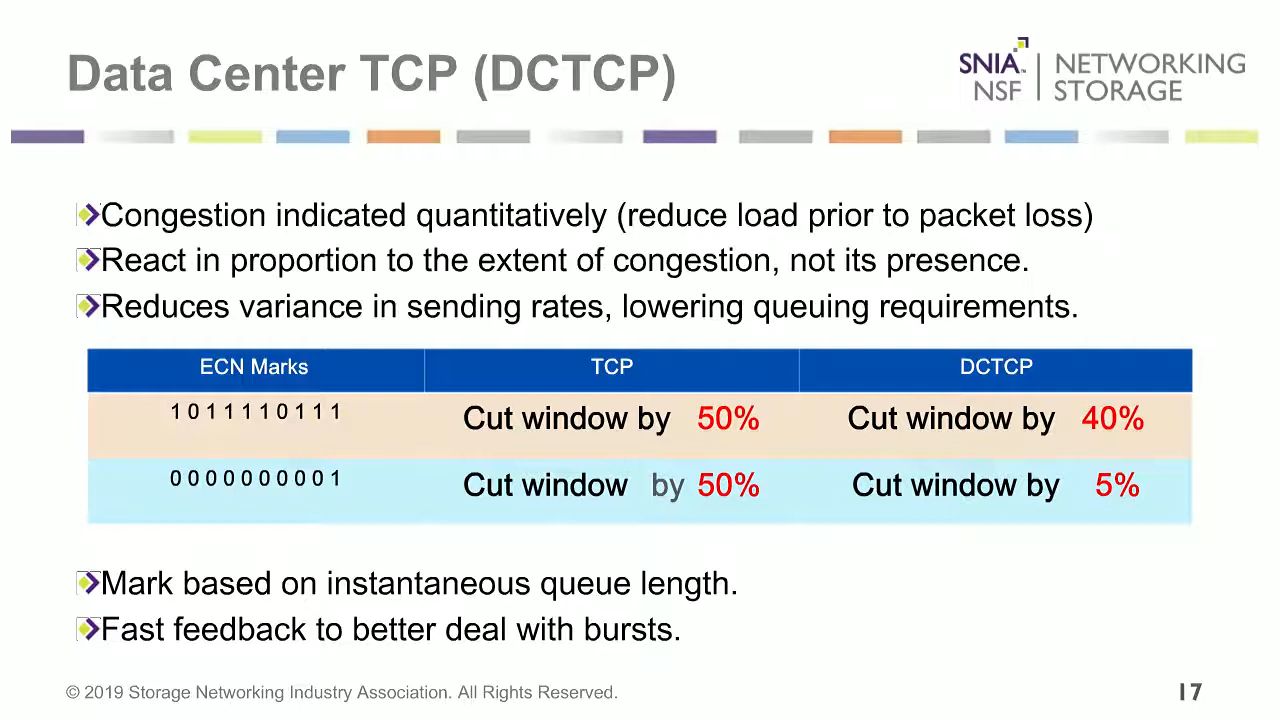 Data Center TCP (DCTCP)
SNIA NSF
NETWORKING STORAGE
Congestion indicated quantitatively (reduce load prior to packet loss)
React in proportion to the extent of congestion, not its presence.
Reduces variance in sending rates, lowering queuing requirements.
ECN Marks TCP DCTCP
1 0 1 1 1 1 0 1 1 1 Cut window by 50% Cut window by 40%
0 0 0 0 0 0 0 0 0 1 Cut window by 50% Cut window by 5%
Mark based on instantaneous queue length.
Fast feedback to better deal with bursts.
© 2019 Storage Networking Industry Association. All Rights Reserved.
17